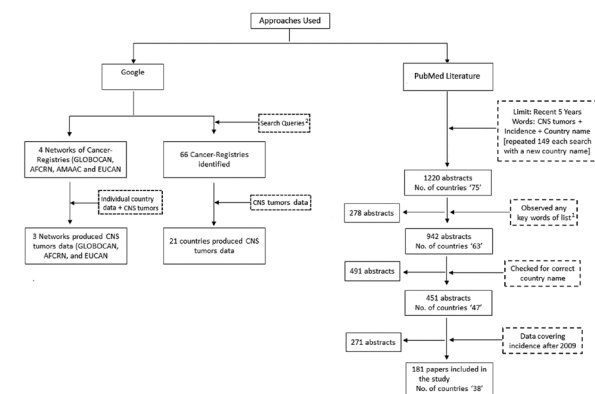 Approaches Used
Google
PubMed Literature
Search Queries²
Limit: Recent 5 Years
Words: CNS tumors +
Incidence + Country name
[repeated 149 each search
with a new country name]
4 Networks of Cancer-
Registries (GLOBOCAN,
AFCRN, AMAAC and EUCAN
66 Cancer-Registries
identified
1220 abstracts
No. of countries ‘75’
Individual country
data + CNS tumors
CNS tumors data
278 abstracts
Observed any
key words of list¹
3 Networks produced CNS
tumors data [GLOBOCAN,
AFCRN, and EUCAN
21 countries produced CNS
tumors data
942 abstracts
No. of countries ‘63’
491 abstracts
Checked for correct
country name
451 abstracts
No. of countries ‘47’
271 abstracts
Data covering
incidence after 2009
181 papers included in
the study
No. of countries ‘38’